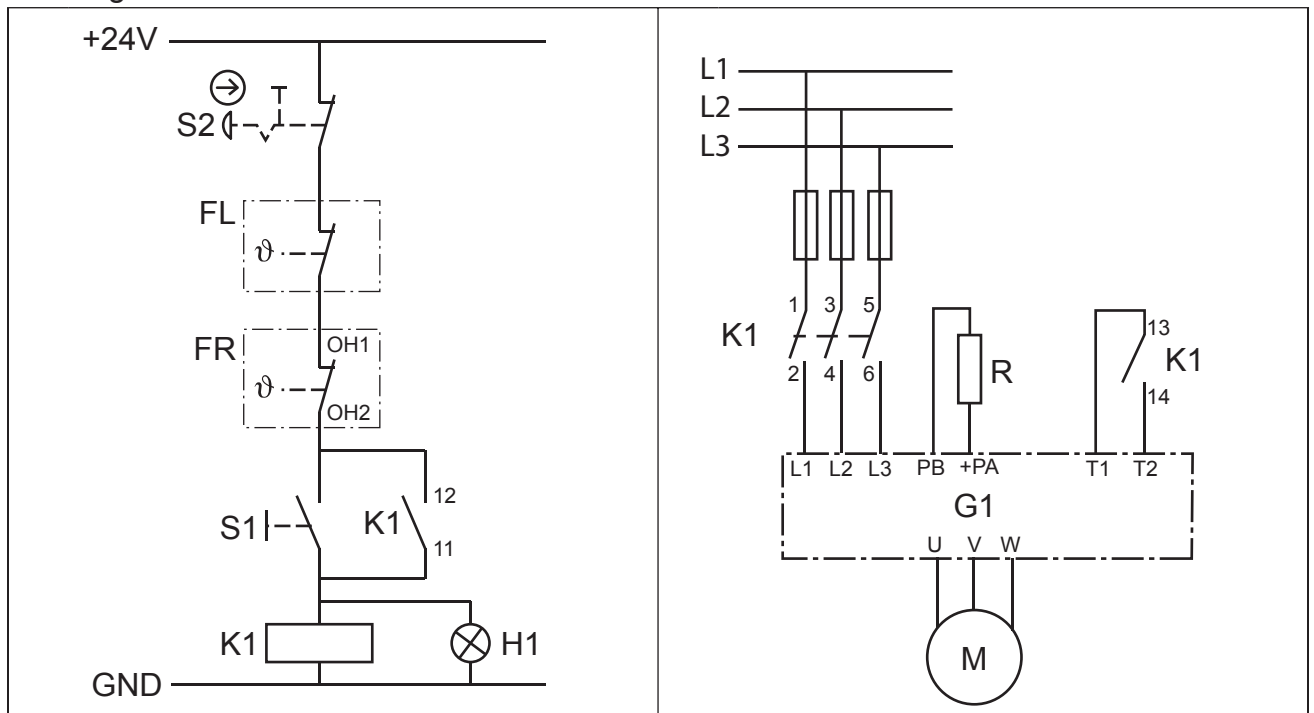 +24V
S2
FL
ϑ
FR
OH1
ϑ
OH2
S1
K1
12
11
K1
H1
GND
L1
L2
L3
1 3 5
K1
2 4 6
R
13
K1
14
L1 L2 L3 PB +PA T1 T2
G1
U V W
M